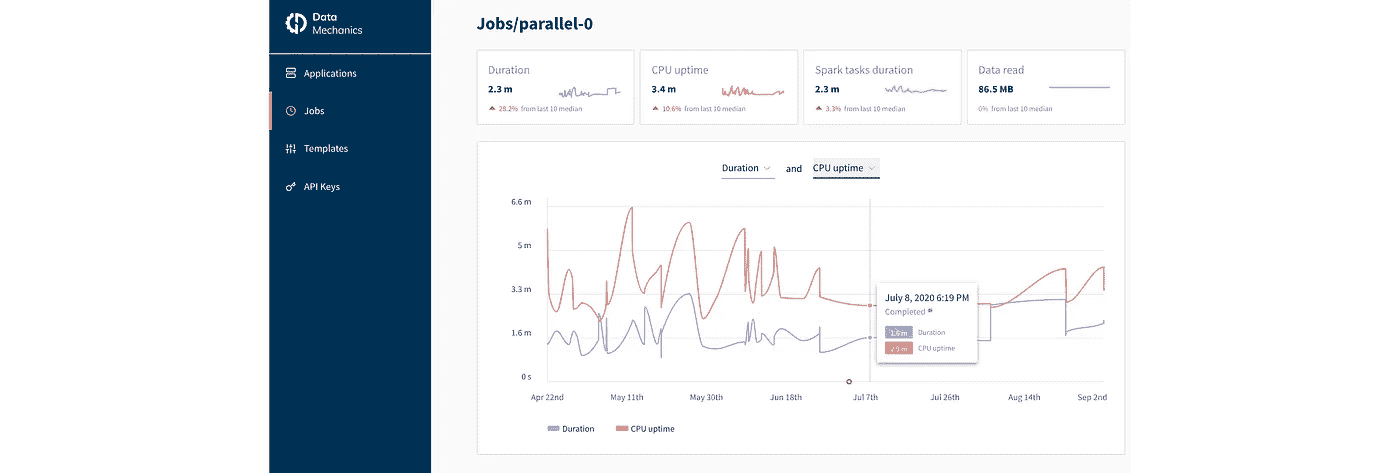 Data
Mechanics
Applications
Jobs
Templates
API Keys
Jobs/parallel-0
Duration
2.3 m
28.2% from last 10 median
CPU uptime
3.4 m
10.6% from last 10 median
Spark tasks duration
2.3 m
3.3% from last 10 median
Data read
86.5 MB
0% from last 10 median
Duration and CPU uptime
6.6 m
5 m
3.3 m
1.6 m
0 s
July 8, 2020 6:19 PM
Completed
1.6 m Duration
2.9 m CPU uptime
Apr 22nd May 11th May 30th Jun 18th Jul 7th Jul 26th Aug 14th Sep 2nd
Duration CPU uptime